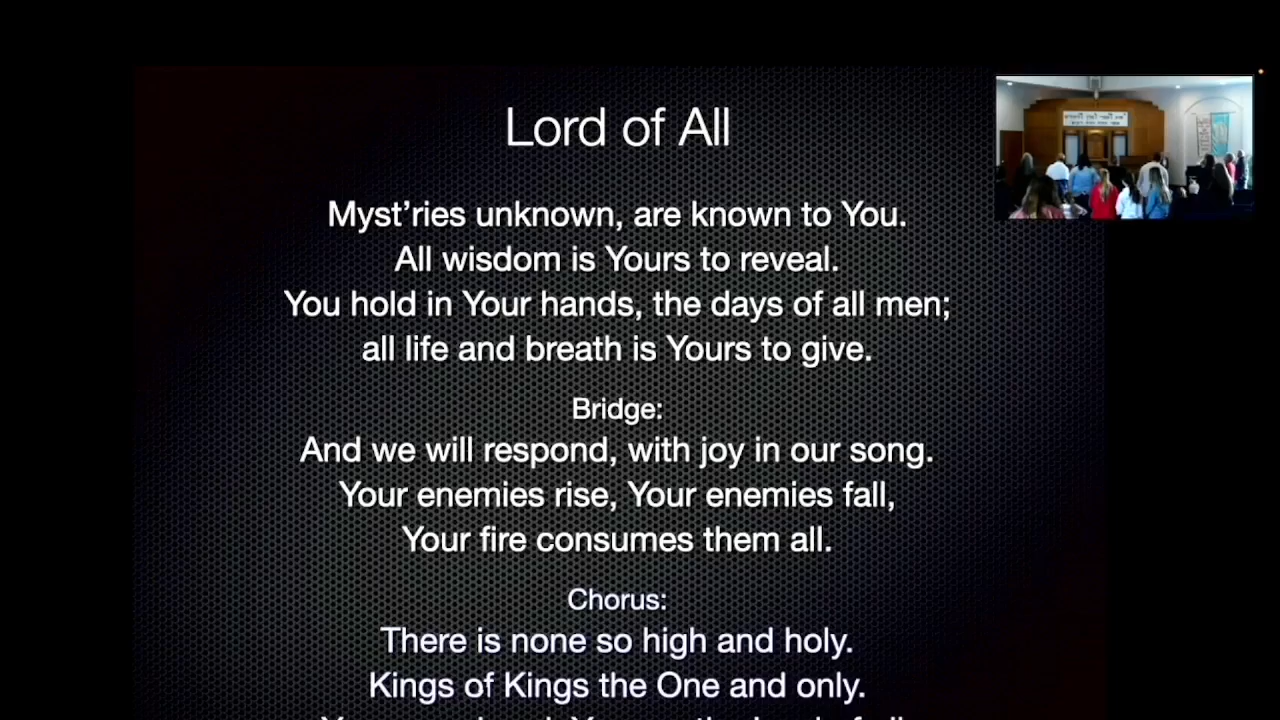 Lord of All
Myst’ries unknown, are known to You.
All wisdom is Yours to reveal.
You hold in Your hands, the days of all men;
all life and breath is Yours to give.
Bridge:
And we will respond, with joy in our song.
Your enemies rise, Your enemies fall,
Your fire consumes them all.
Chorus:
There is none so high and holy.
Kings of Kings the One and only.